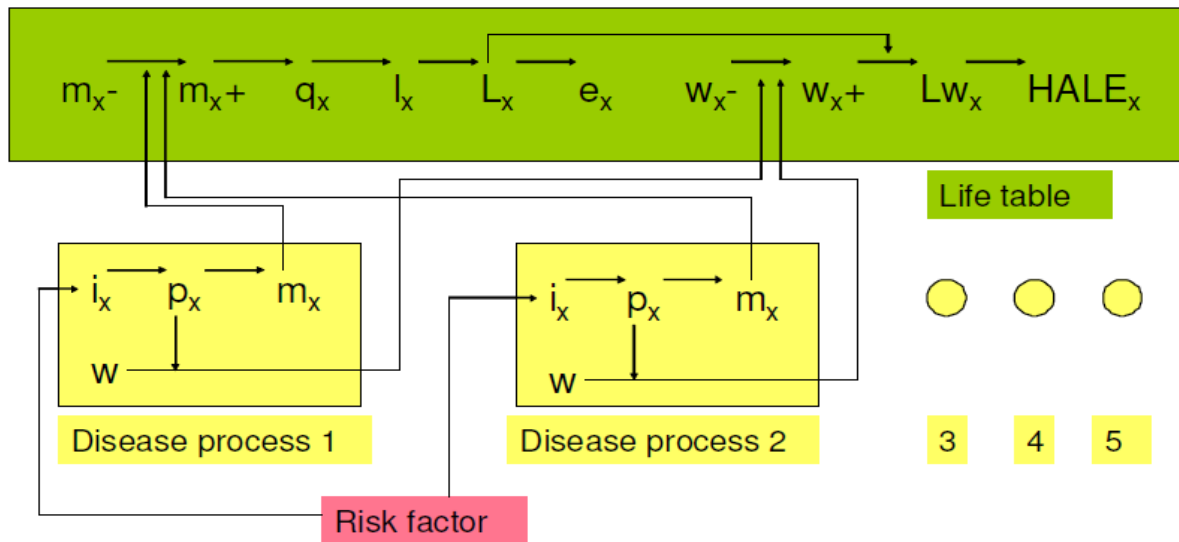 mₓ- mₓ+ qₓ lₓ Lₓ eₓ wₓ- wₓ+ Lwₓ HALEₓ
Life table
iₓ pₓ mₓ
w
Disease process 1
iₓ pₓ mₓ
w
Disease process 2
3 4 5
Risk factor